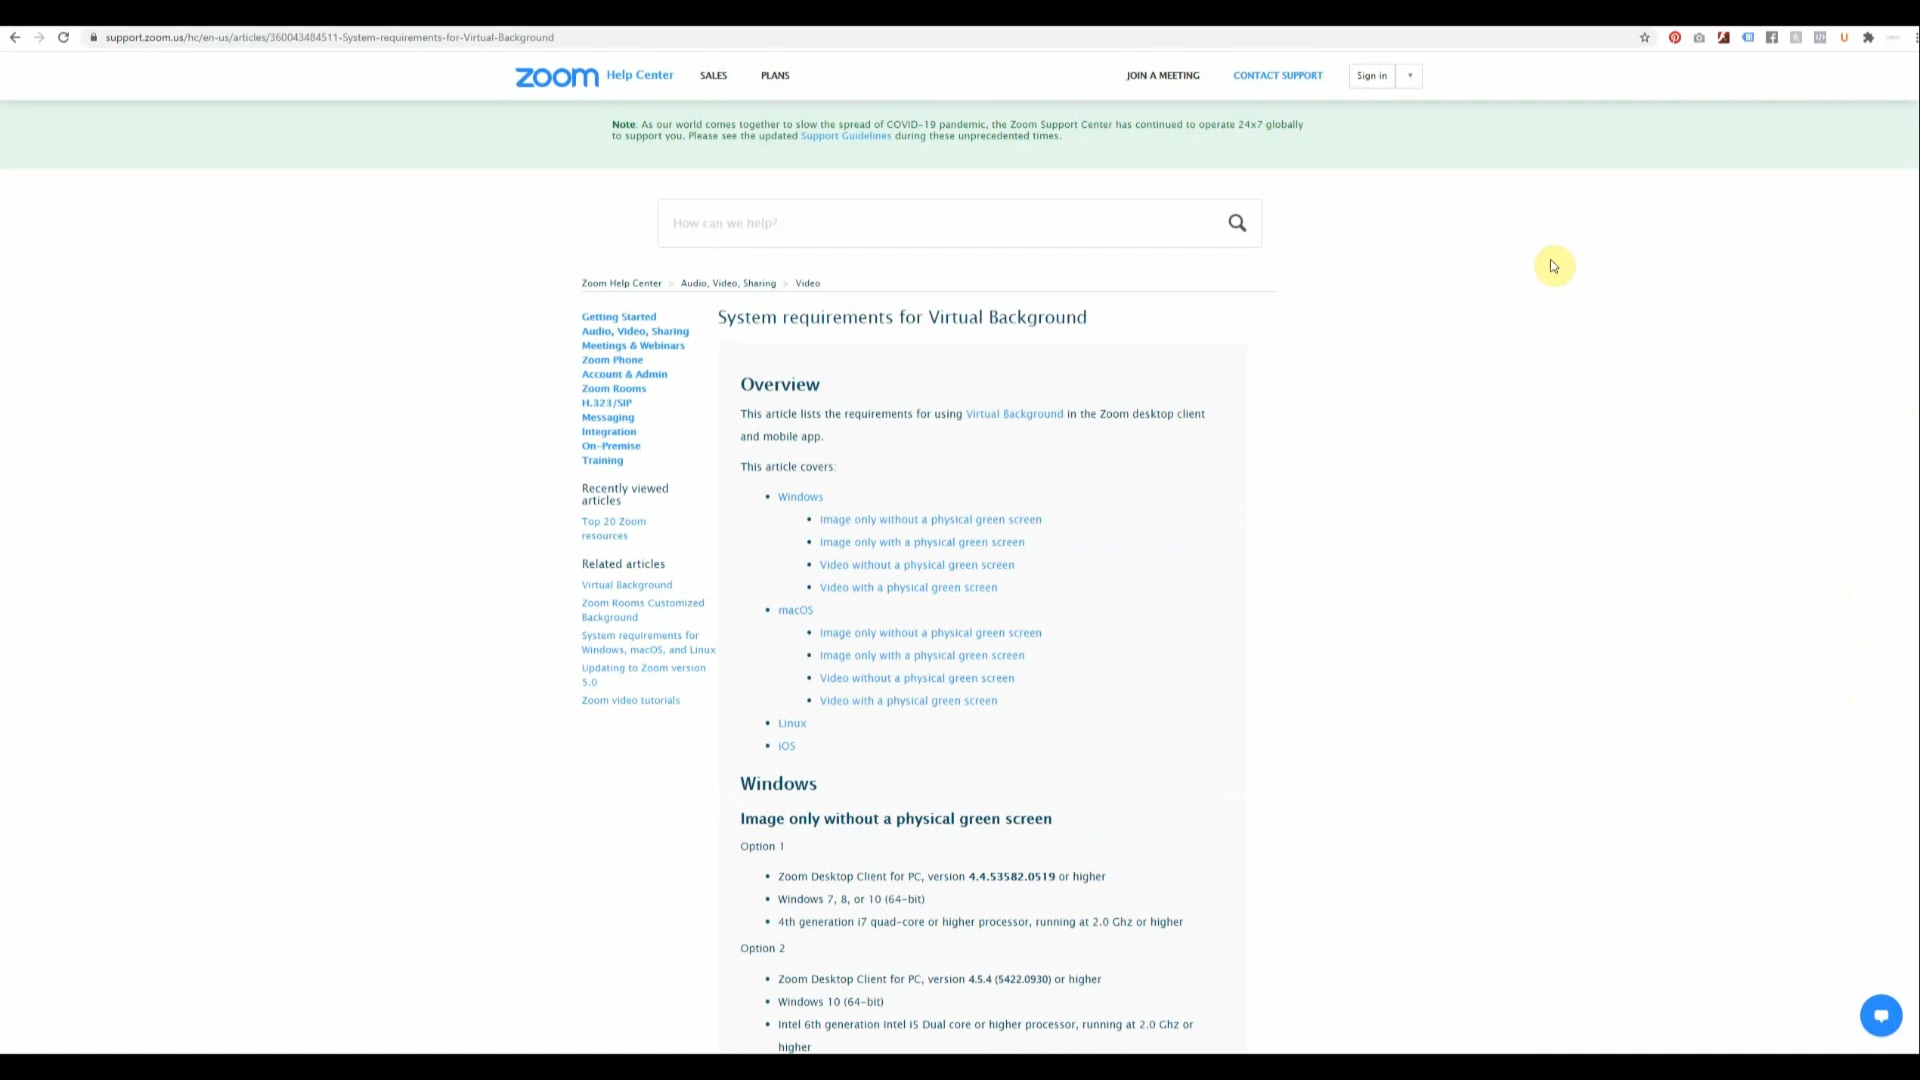 support.zoom.us/hc/en-us/articles/360043484511-System-requirements-for-Virtual-Background
zoom Help Center SALES PLANS JOIN A MEETING CONTACT SUPPORT Sign in
Note: As our world comes together to slow the spread of COVID-19 pandemic, the Zoom Support Center has continued to operate 24x7 globally
to support you. Please see the updated Support Guidelines during these unprecedented times.
How can we help?
Zoom Help Center > Audio, Video, Sharing > Video
Getting Started
Audio, Video, Sharing
Meetings & Webinars
Zoom Phone
Account & Admin
Zoom Rooms
H.323/SIP
Messaging
Integration
On-Premise
Training
Recently viewed
articles
Top 20 Zoom
resources
Related articles
Virtual Background
Zoom Rooms Customized
Background
System requirements for
Windows, macOS, and Linux
Updating to Zoom version
5.0
Zoom video tutorials
System requirements for Virtual Background
Overview
This article lists the requirements for using Virtual Background in the Zoom desktop client
and mobile app.
This article covers:
• Windows
• Image only without a physical green screen
• Image only with a physical green screen
• Video without a physical green screen
• Video with a physical green screen
• macOS
• Image only without a physical green screen
• Image only with a physical green screen
• Video without a physical green screen
• Video with a physical green screen
• Linux
• iOS
Windows
Image only without a physical green screen
Option 1
• Zoom Desktop Client for PC, version 4.4.53582.0519 or higher
• Windows 7, 8, or 10 (64-bit)
• 4th generation i7 quad-core or higher processor, running at 2.0 Ghz or higher
Option 2
• Zoom Desktop Client for PC, version 4.5.4 (5422.0930) or higher
• Windows 10 (64-bit)
• Intel 6th generation Intel i5 Dual core or higher processor, running at 2.0 Ghz or
higher